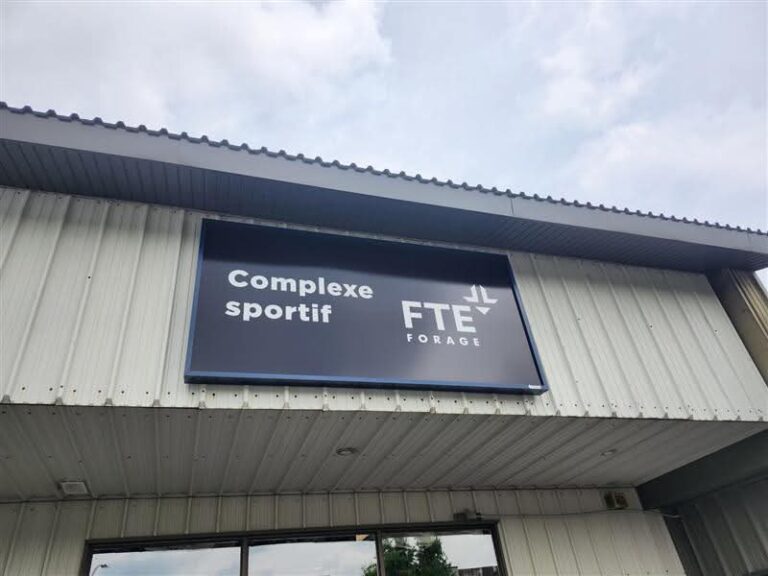 Complexe
sportif
FTE
FORAGE